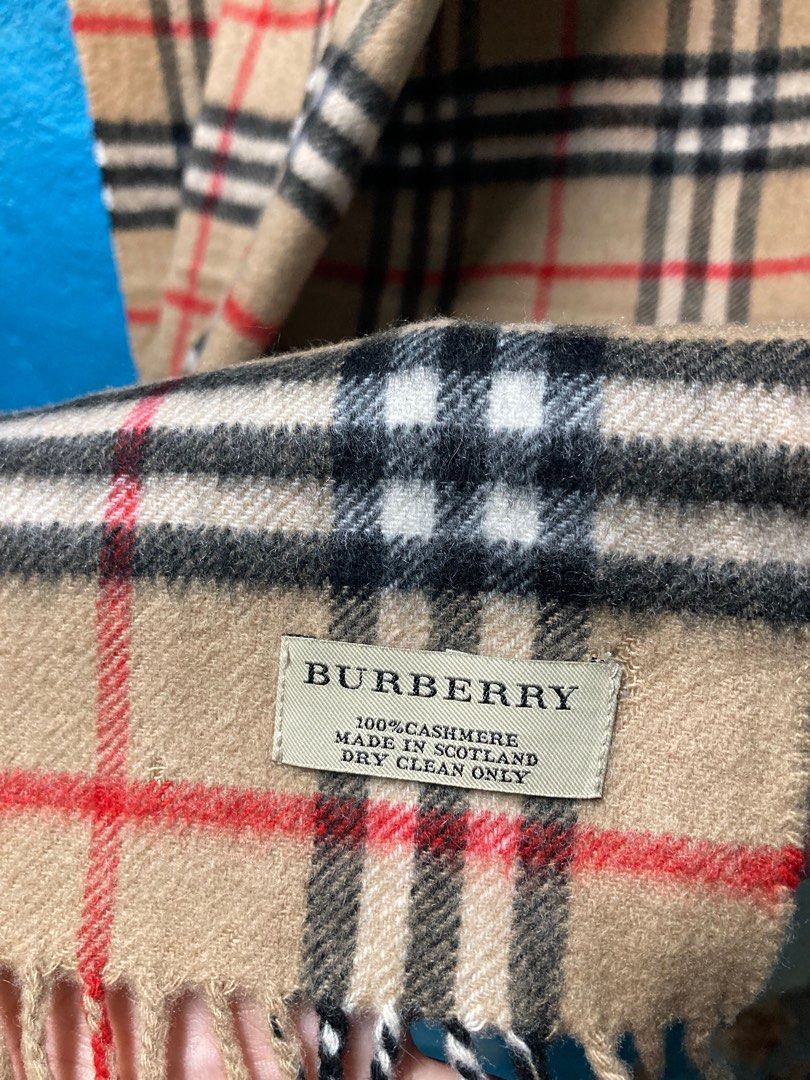 BURBERRY
100%CASHMERE
MADE IN SCOTLAND
DRY CLEAN ONLY